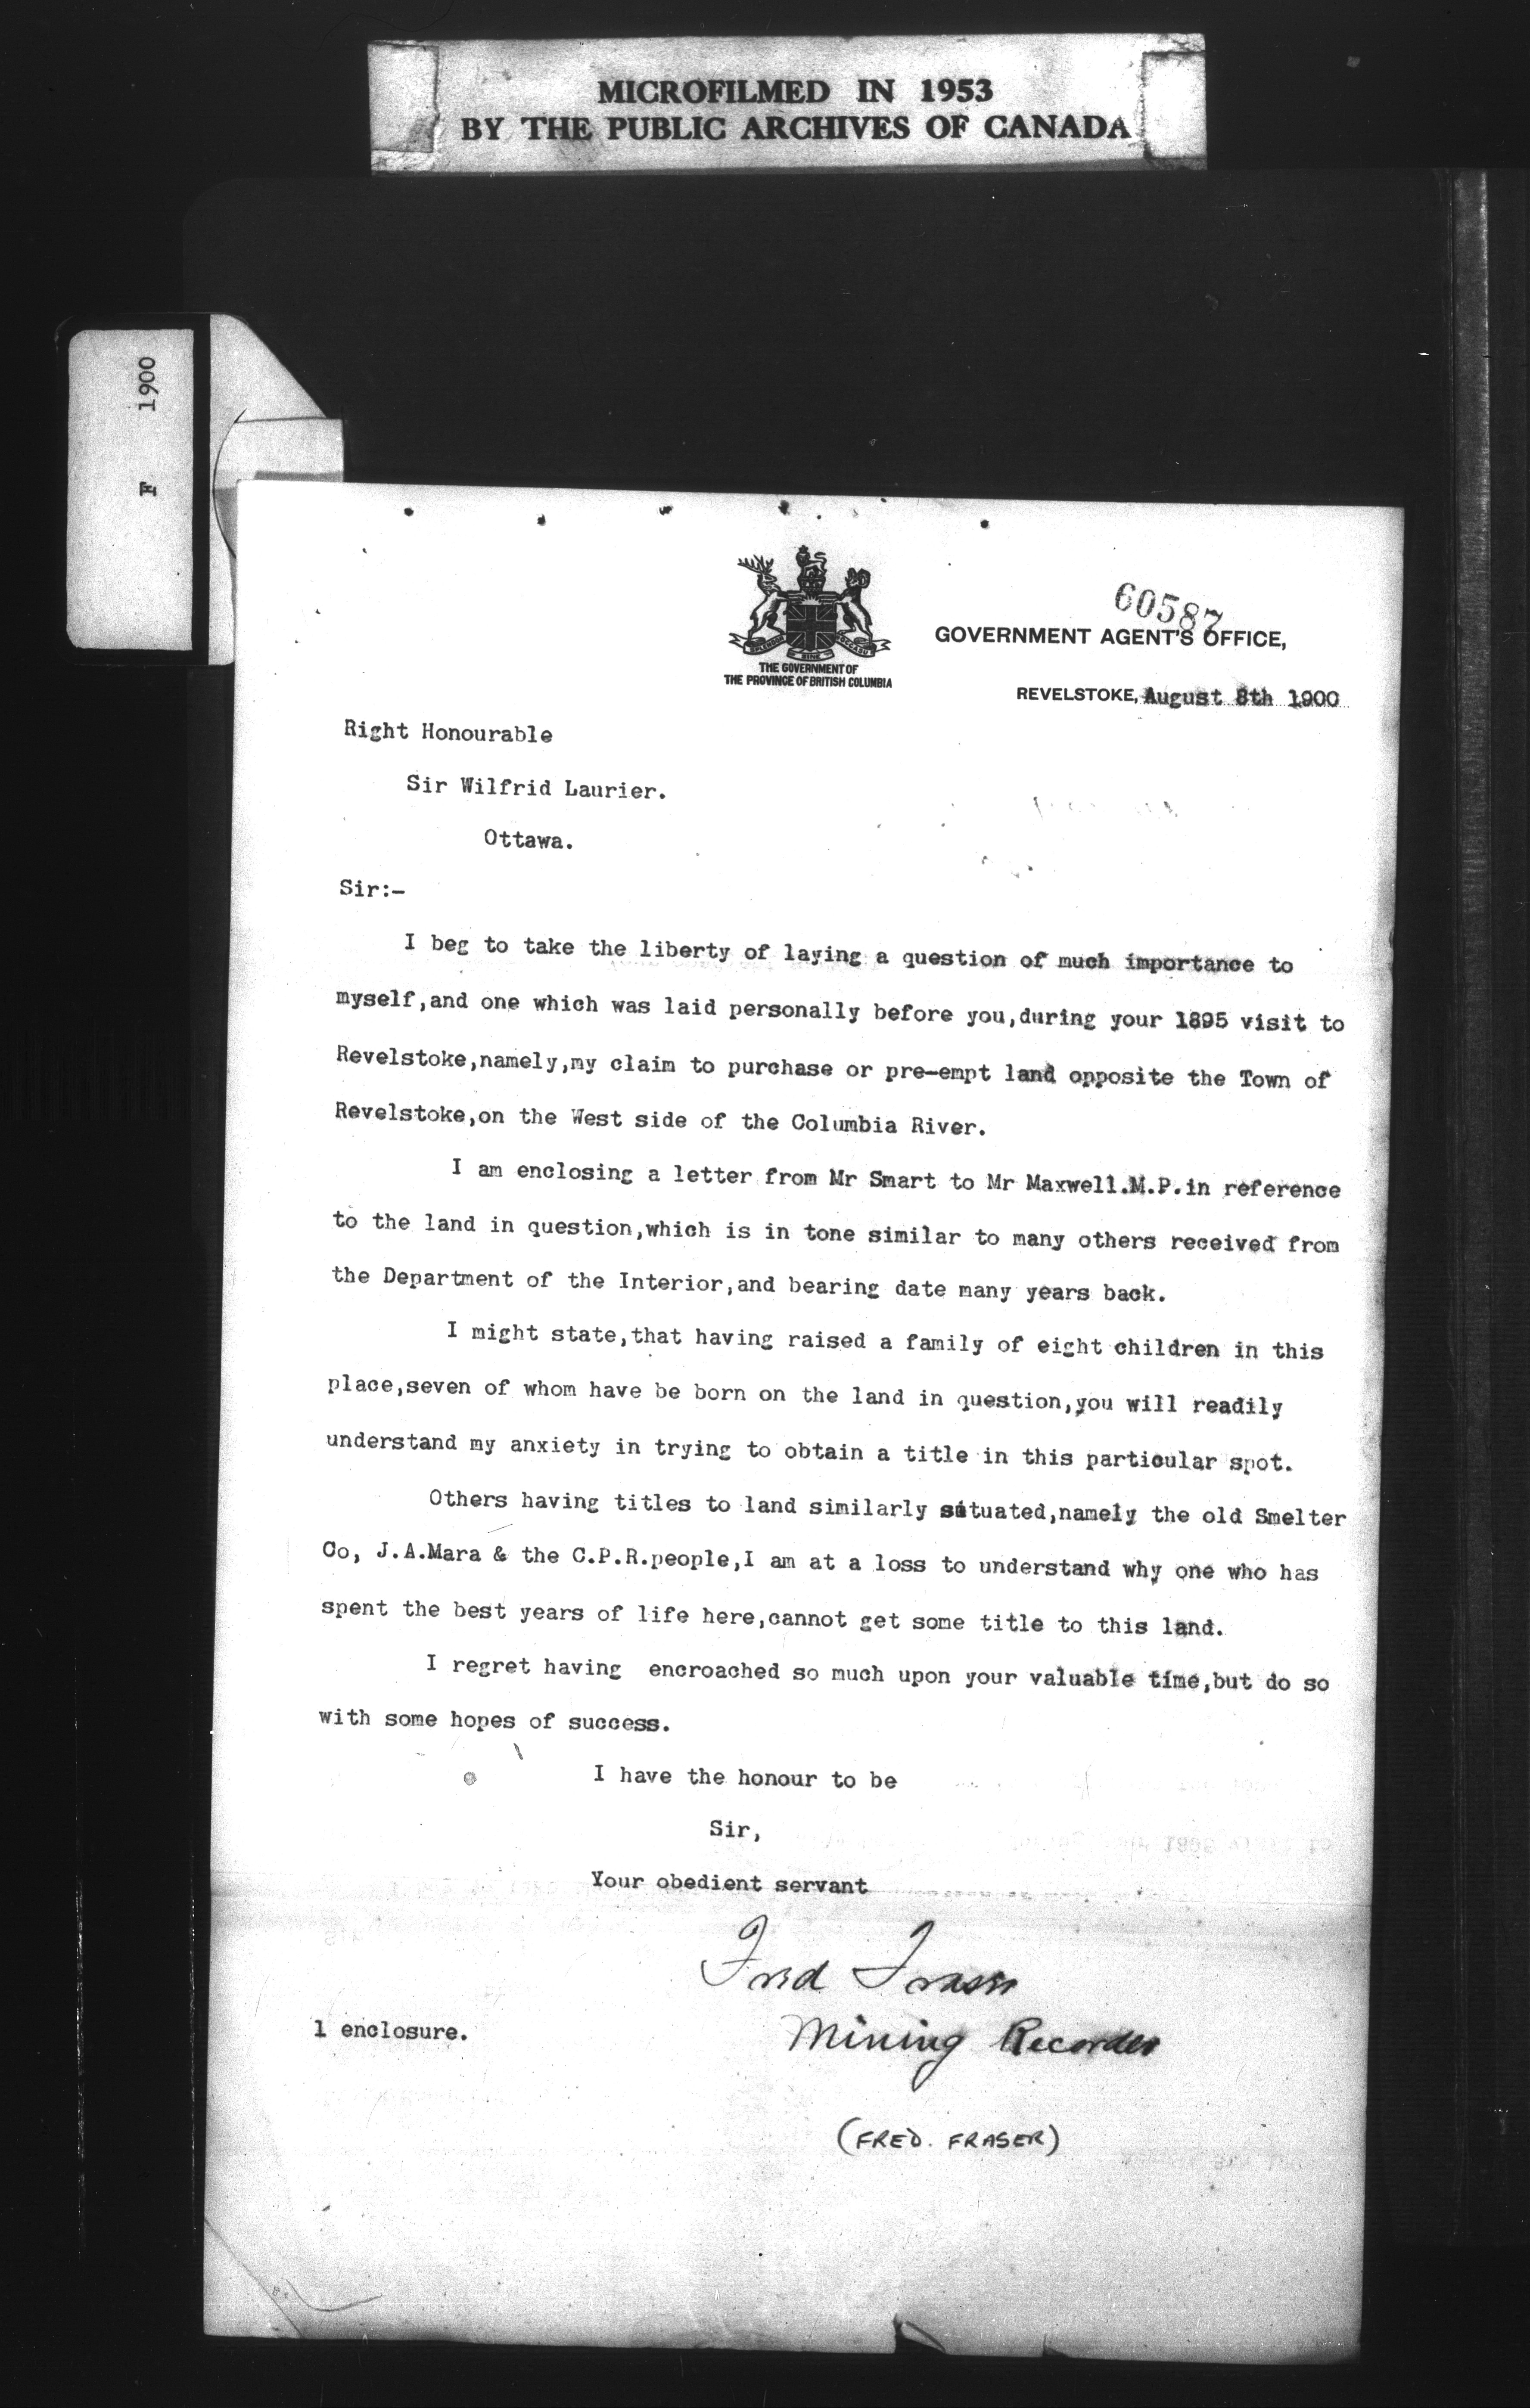 MICROFILMED IN 1953
BY THE PUBLIC ARCHIVES OF CANADA
F 1900
60587
SPLENDOR SINE OCCASU
THE GOVERNMENT OF
THE PROVINCE OF BRITISH COLUMBIA
GOVERNMENT AGENT'S OFFICE,
REVELSTOKE, August 8th 1900
Right Honourable
Sir Wilfrid Laurier.
Ottawa.
Sir:-
I beg to take the liberty of laying a question of much importance to
myself,and one which was laid personally before you,during your 1895 visit to
Revelstoke,namely,my claim to purchase or pre-empt land opposite the Town of
Revelstoke,on the West side of the Columbia River.
I am enclosing a letter from Mr Smart to Mr Maxwell.M.P.in reference
to the land in question,which is in tone similar to many others received from
the Department of the Interior,and bearing date many years back.
I might state,that having raised a family of eight children in this
place,seven of whom have be born on the land in question,you will readily
understand my anxiety in trying to obtain a title in this particular spot.
Others having titles to land similarly situated,namely the old Smelter
Co, J.A.Mara & the C.P.R.people,I am at a loss to understand why one who has
spent the best years of life here,cannot get some title to this land.
I regret having encroached so much upon your valuable time,but do so
with some hopes of success.
I have the honour to be
Sir,
Your obedient servant
Fred Fraser
Mining Recorder
1 enclosure.
(FRED. FRASER)